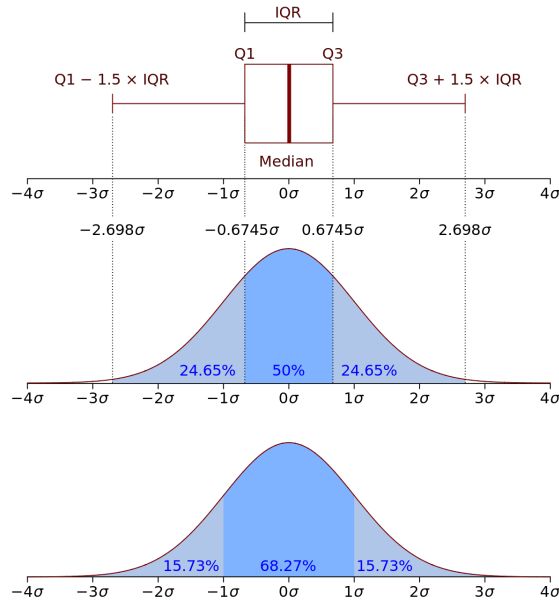 IQR
Q1 Q3
Q1 − 1.5 × IQR Q3 + 1.5 × IQR
Median
−4σ −3σ −2σ −1σ 0σ 1σ 2σ 3σ 4σ
−2.698σ −0.6745σ 0.6745σ 2.698σ
24.65% 50% 24.65%
−4σ −3σ −2σ −1σ 0σ 1σ 2σ 3σ 4σ
15.73% 68.27% 15.73%
−4σ −3σ −2σ −1σ 0σ 1σ 2σ 3σ 4σ